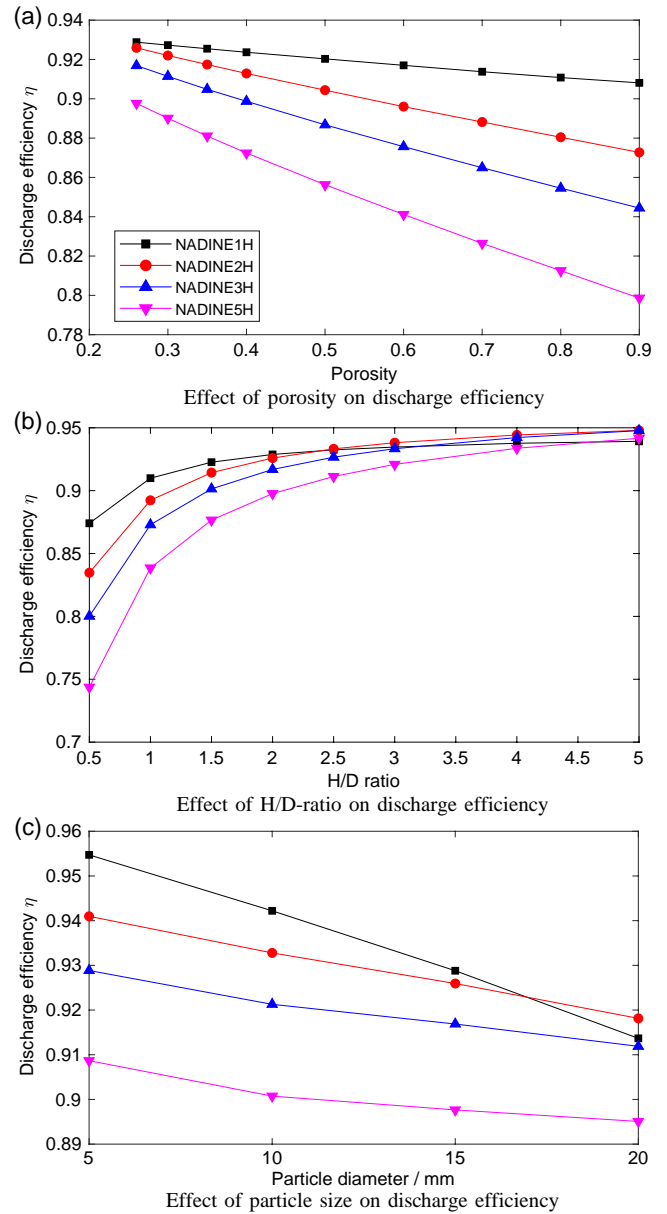 (a)
0.94
0.92
0.9
0.88
0.86
0.84
0.82
0.8
0.78
Discharge efficiency η
NADINE1H
NADINE2H
NADINE3H
NADINE5H
0.2 0.3 0.4 0.5 0.6 0.7 0.8 0.9
Porosity
Effect of porosity on discharge efficiency
(b)
0.95
0.9
0.85
0.8
0.75
0.7
Discharge efficiency η
0.5 1 1.5 2 2.5 3 3.5 4 4.5 5
H/D ratio
Effect of H/D-ratio on discharge efficiency
(c)
0.96
0.95
0.94
0.93
0.92
0.91
0.9
0.89
Discharge efficiency η
5 10 15 20
Particle diameter / mm
Effect of particle size on discharge efficiency